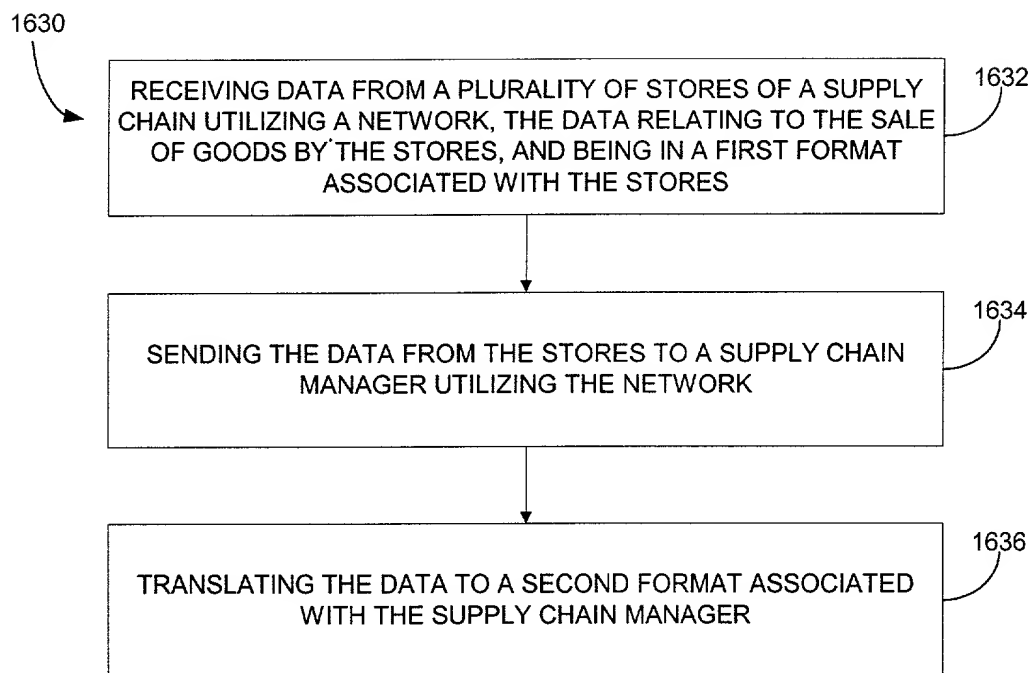 1630
RECEIVING DATA FROM A PLURALITY OF STORES OF A SUPPLY
CHAIN UTILIZING A NETWORK, THE DATA RELATING TO THE SALE
OF GOODS BY THE STORES, AND BEING IN A FIRST FORMAT
ASSOCIATED WITH THE STORES
1632
SENDING THE DATA FROM THE STORES TO A SUPPLY CHAIN
MANAGER UTILIZING THE NETWORK
1634
TRANSLATING THE DATA TO A SECOND FORMAT ASSOCIATED
WITH THE SUPPLY CHAIN MANAGER
1636